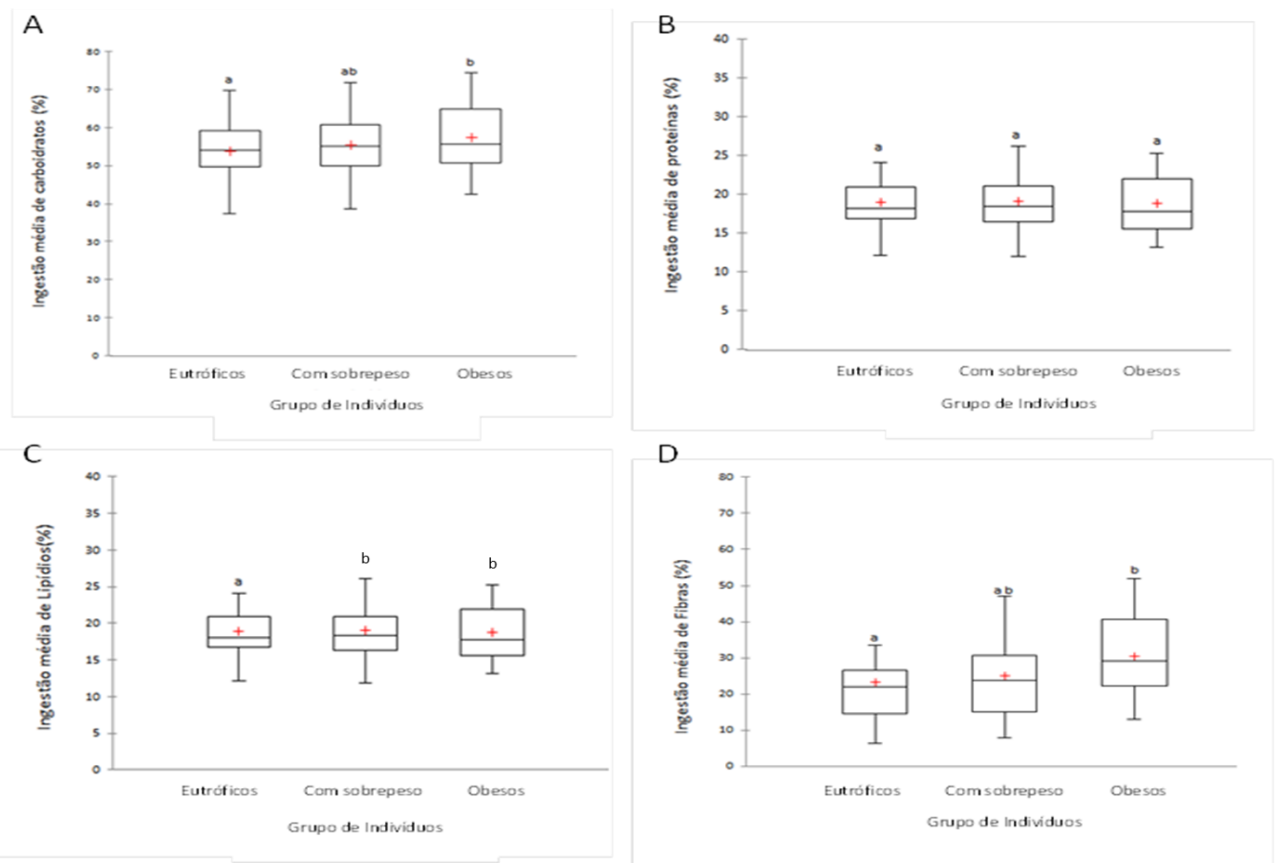 A
Ingestão média de carboidratos (%)
80
70
60
50
40
30
20
10
0
a
ab
b
Eutróficos
Com sobrepeso
Obesos
Grupo de Indivíduos
B
Ingestão média de proteínas (%)
40
35
30
25
20
15
10
5
0
a
a
a
Eutróficos
Com sobrepeso
Obesos
Grupo de Indivíduos
C
Ingestão média de Lipídios(%)
40
35
30
25
20
15
10
5
0
a
b
b
Eutróficos
Com sobrepeso
Obesos
Grupo de Indivíduos
D
Ingestão média de Fibras (%)
80
70
60
50
40
30
20
10
0
a
ab
b
Eutróficos
Com sobrepeso
Obesos
Grupo de Indivíduos